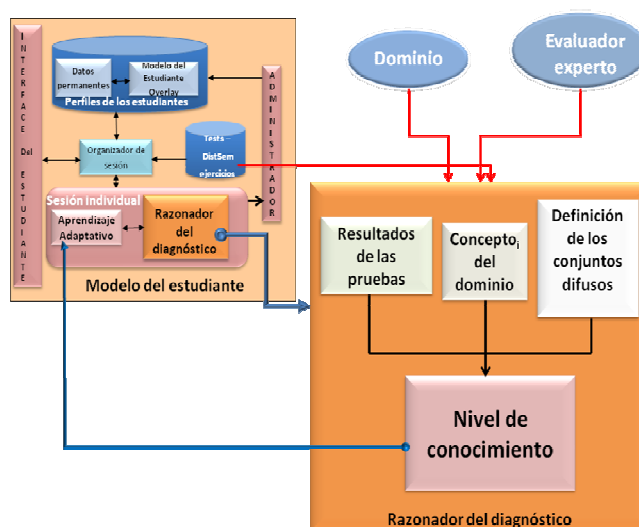 INTERFACE
Del
ESTUDIANTE
Datos
permanentes
Modelo del
Estudiante
Overlay
Perfiles de los estudiantes
Organizador de
sesión
Tests –
DistSem
ejercicios
ADMINISTRADOR
Sesión individual
Aprendizaje
Adaptativo
Razonador
del
diagnóstico
Modelo del estudiante
Dominio
Evaluador
experto
Resultados
de las
pruebas
Concepto_i
del
dominio
Definición
de los
conjuntos
difusos
Nivel de
conocimiento
Razonador del diagnóstico